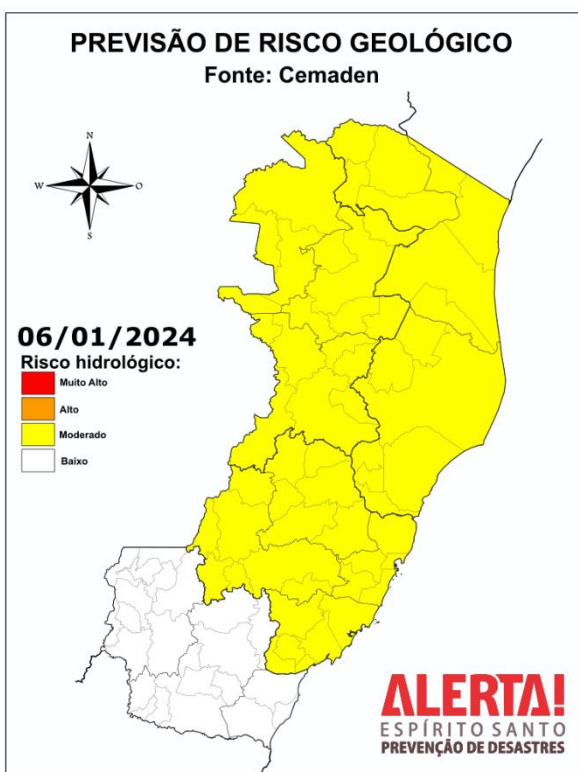 PREVISÃO DE RISCO GEOLÓGICO
Fonte: Cemaden
N
W
O
S
06/01/2024
Risco hidrológico:
Muito Alto
Alto
Moderado
Baixo
ALERTA!
ESPÍRITO SANTO
PREVENÇÃO DE DESASTRES